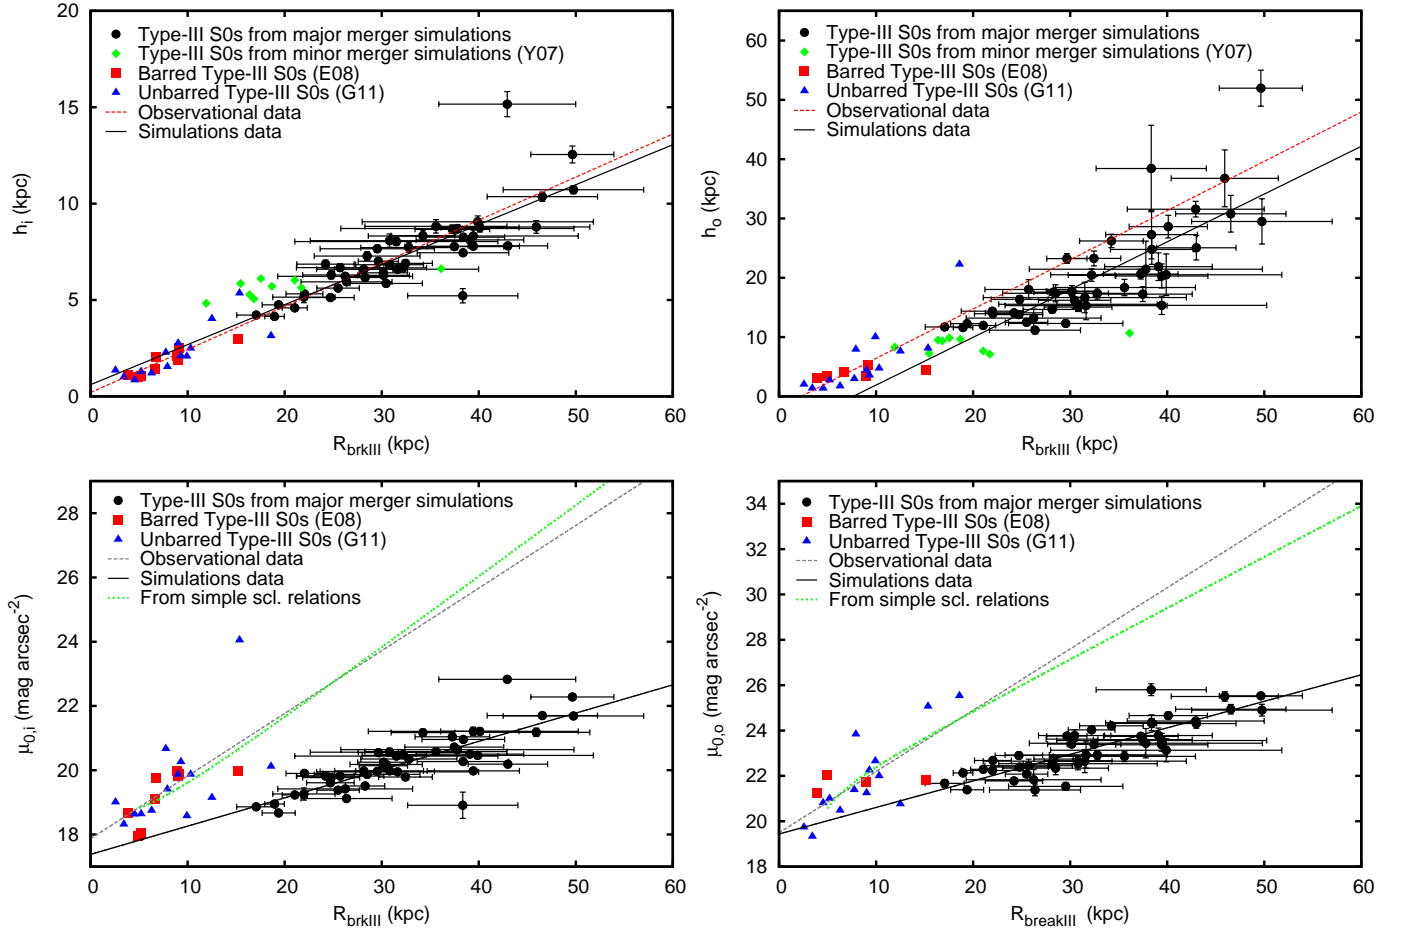 20
15
10
5
0
h_i (kpc)
Type-III S0s from major merger simulations
Type-III S0s from minor merger simulations (Y07)
Barred Type-III S0s (E08)
Unbarred Type-III S0s (G11)
Observational data
Simulations data
0 10 20 30 40 50 60
R_brkIII (kpc)
60
50
40
30
20
10
0
h_o (kpc)
Type-III S0s from major merger simulations
Type-III S0s from minor merger simulations (Y07)
Barred Type-III S0s (E08)
Unbarred Type-III S0s (G11)
Observational data
Simulations data
0 10 20 30 40 50 60
R_brkIII (kpc)
28
26
24
22
20
18
μ_0,i (mag arcsec^-2)
Type-III S0s from major merger simulations
Barred Type-III S0s (E08)
Unbarred Type-III S0s (G11)
Observational data
Simulations data
From simple scl. relations
0 10 20 30 40 50 60
R_brkIII (kpc)
34
32
30
28
26
24
22
20
18
μ_0,o (mag arcsec^-2)
Type-III S0s from major merger simulations
Barred Type-III S0s (E08)
Unbarred Type-III S0s (G11)
Observational data
Simulations data
From simple scl. relations
0 10 20 30 40 50 60
R_breakIII (kpc)